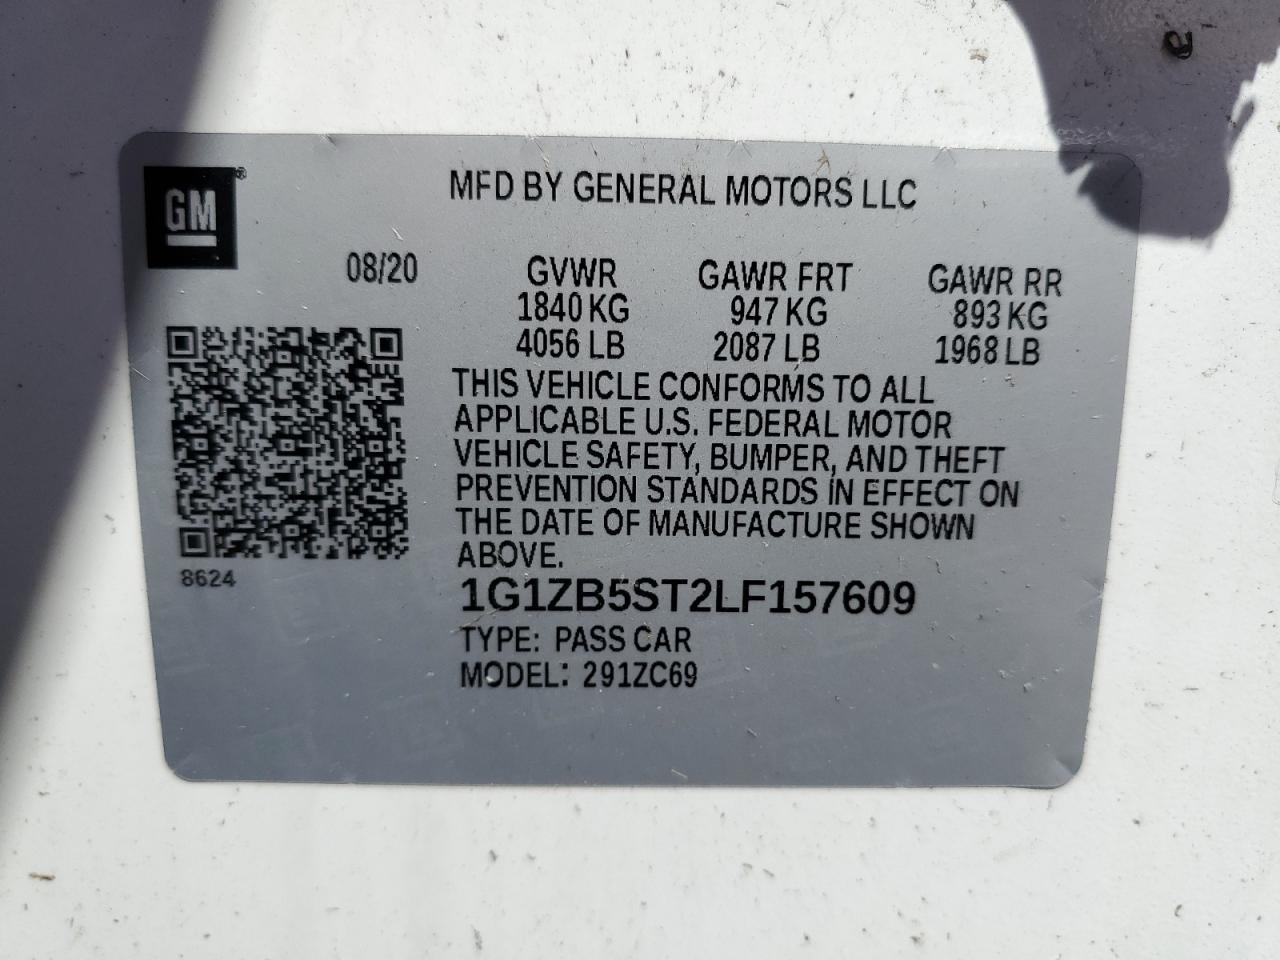 GM®
MFD BY GENERAL MOTORS LLC
08/20
GVWR GAWR FRT GAWR RR
1840 KG 947 KG 893 KG
4056 LB 2087 LB 1968 LB
THIS VEHICLE CONFORMS TO ALL
APPLICABLE U.S. FEDERAL MOTOR
VEHICLE SAFETY, BUMPER, AND THEFT
PREVENTION STANDARDS IN EFFECT ON
THE DATE OF MANUFACTURE SHOWN
ABOVE.
8624
1G1ZB5ST2LF157609
TYPE: PASS CAR
MODEL: 291ZC69